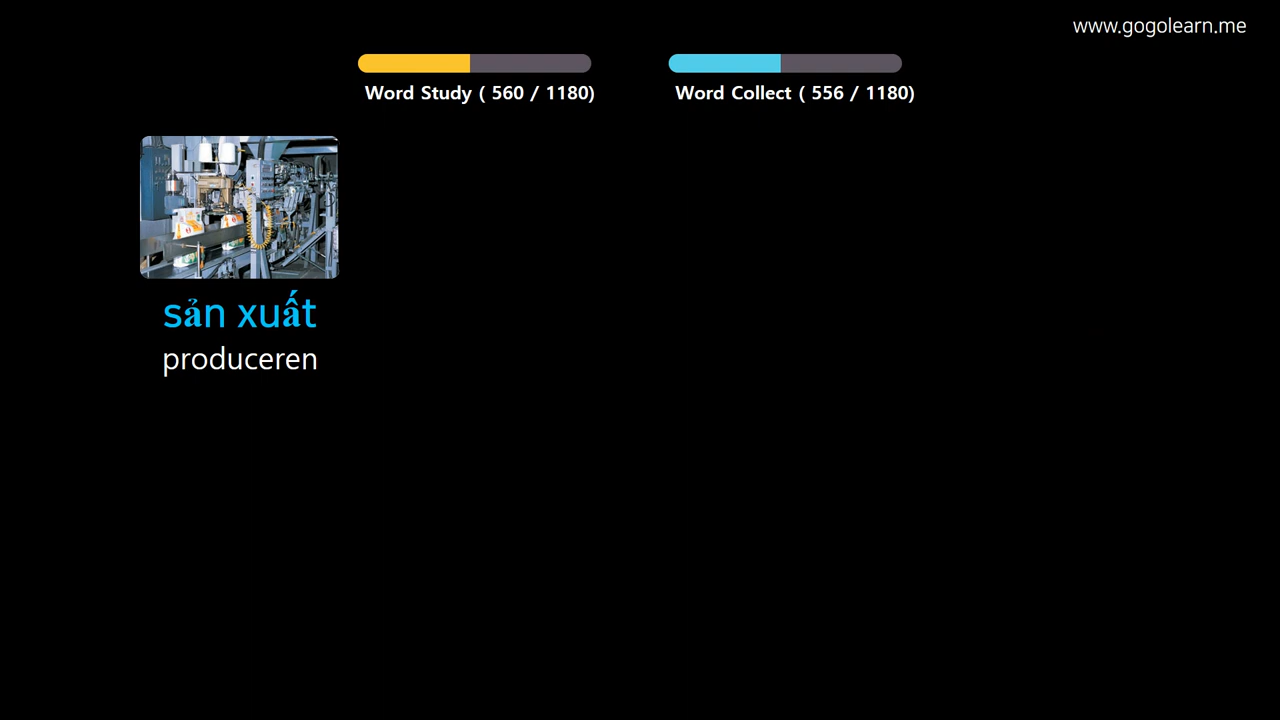 www.gogolearn.me
Word Study ( 560 / 1180)
Word Collect ( 556 / 1180)
sản xuất
produceren